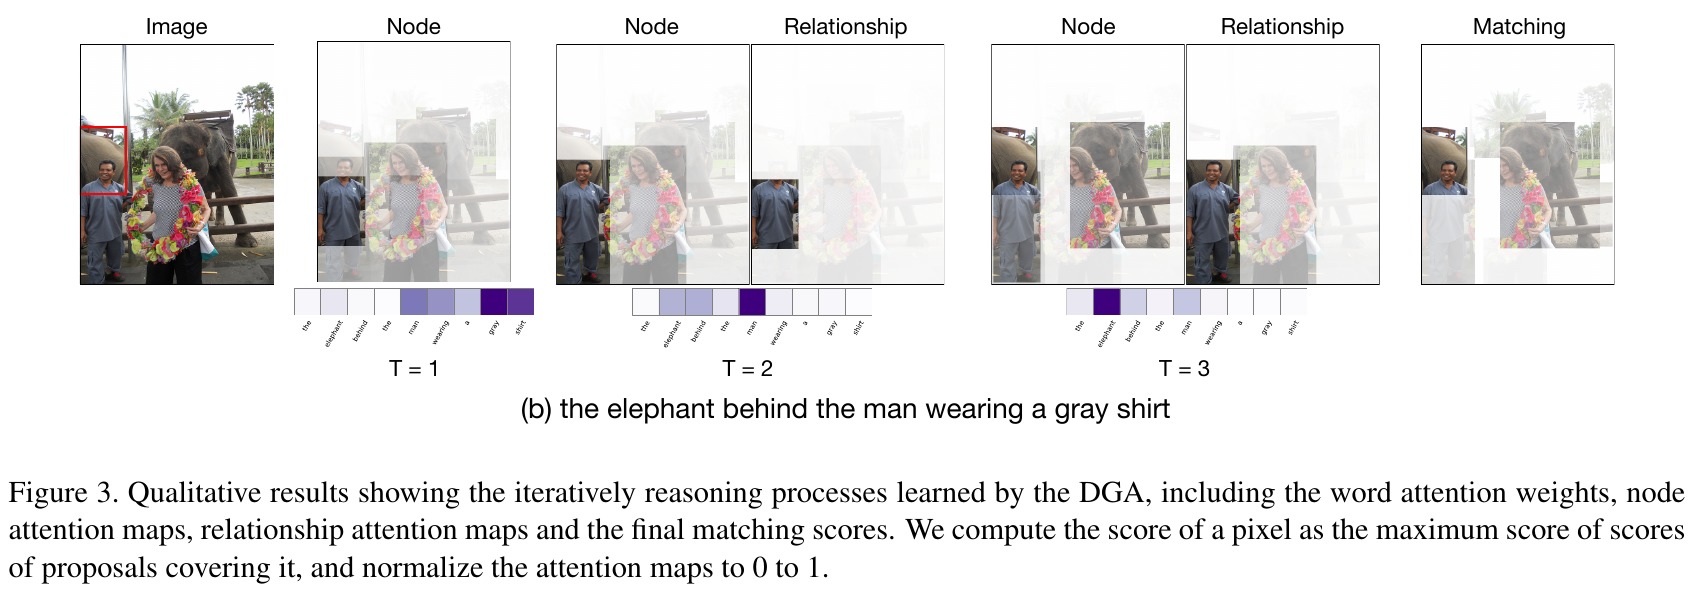 Image Node Node Relationship Node Relationship Matching
the elephant behind the man wearing a gray shirt
the elephant behind the man wearing a gray shirt
the elephant behind the man wearing a gray shirt
T = 1 T = 2 T = 3
(b) the elephant behind the man wearing a gray shirt
Figure 3. Qualitative results showing the iteratively reasoning processes learned by the DGA, including the word attention weights, node
attention maps, relationship attention maps and the final matching scores. We compute the score of a pixel as the maximum score of scores
of proposals covering it, and normalize the attention maps to 0 to 1.